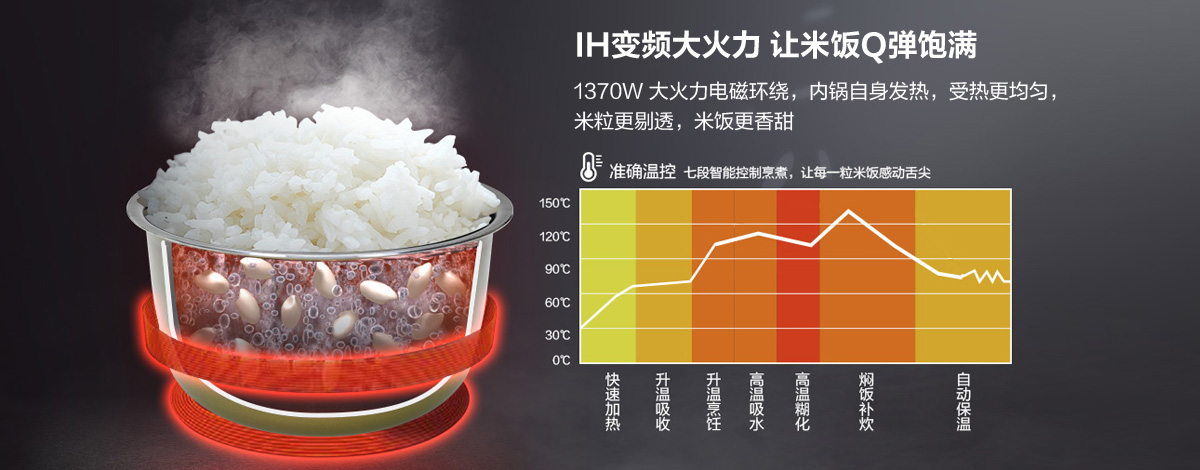 IH变频大火力 让米饭Q弹饱满
1370W 大火力电磁环绕，内锅自身发热，受热更均匀，
米粒更剔透，米饭更香甜
准确温控 七段智能控制烹煮，让每一粒米饭感动舌尖
150℃
120℃
90℃
60℃
30℃
0℃
快速加热
升温吸收
升温烹饪
高温吸水
高温糊化
焖饭补炊
自动保温